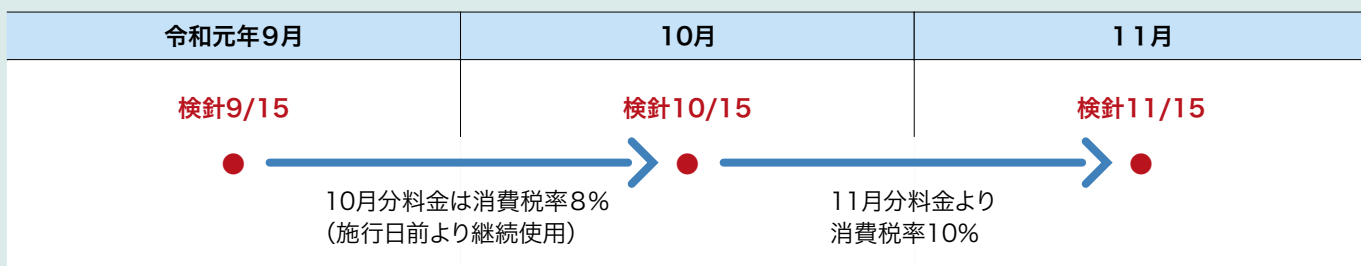 令和元年9月
10月
11月
検針9/15
検針10/15
検針11/15
10月分料金は消費税率8%
（施行日前より継続使用）
11月分料金より
消費税率10%